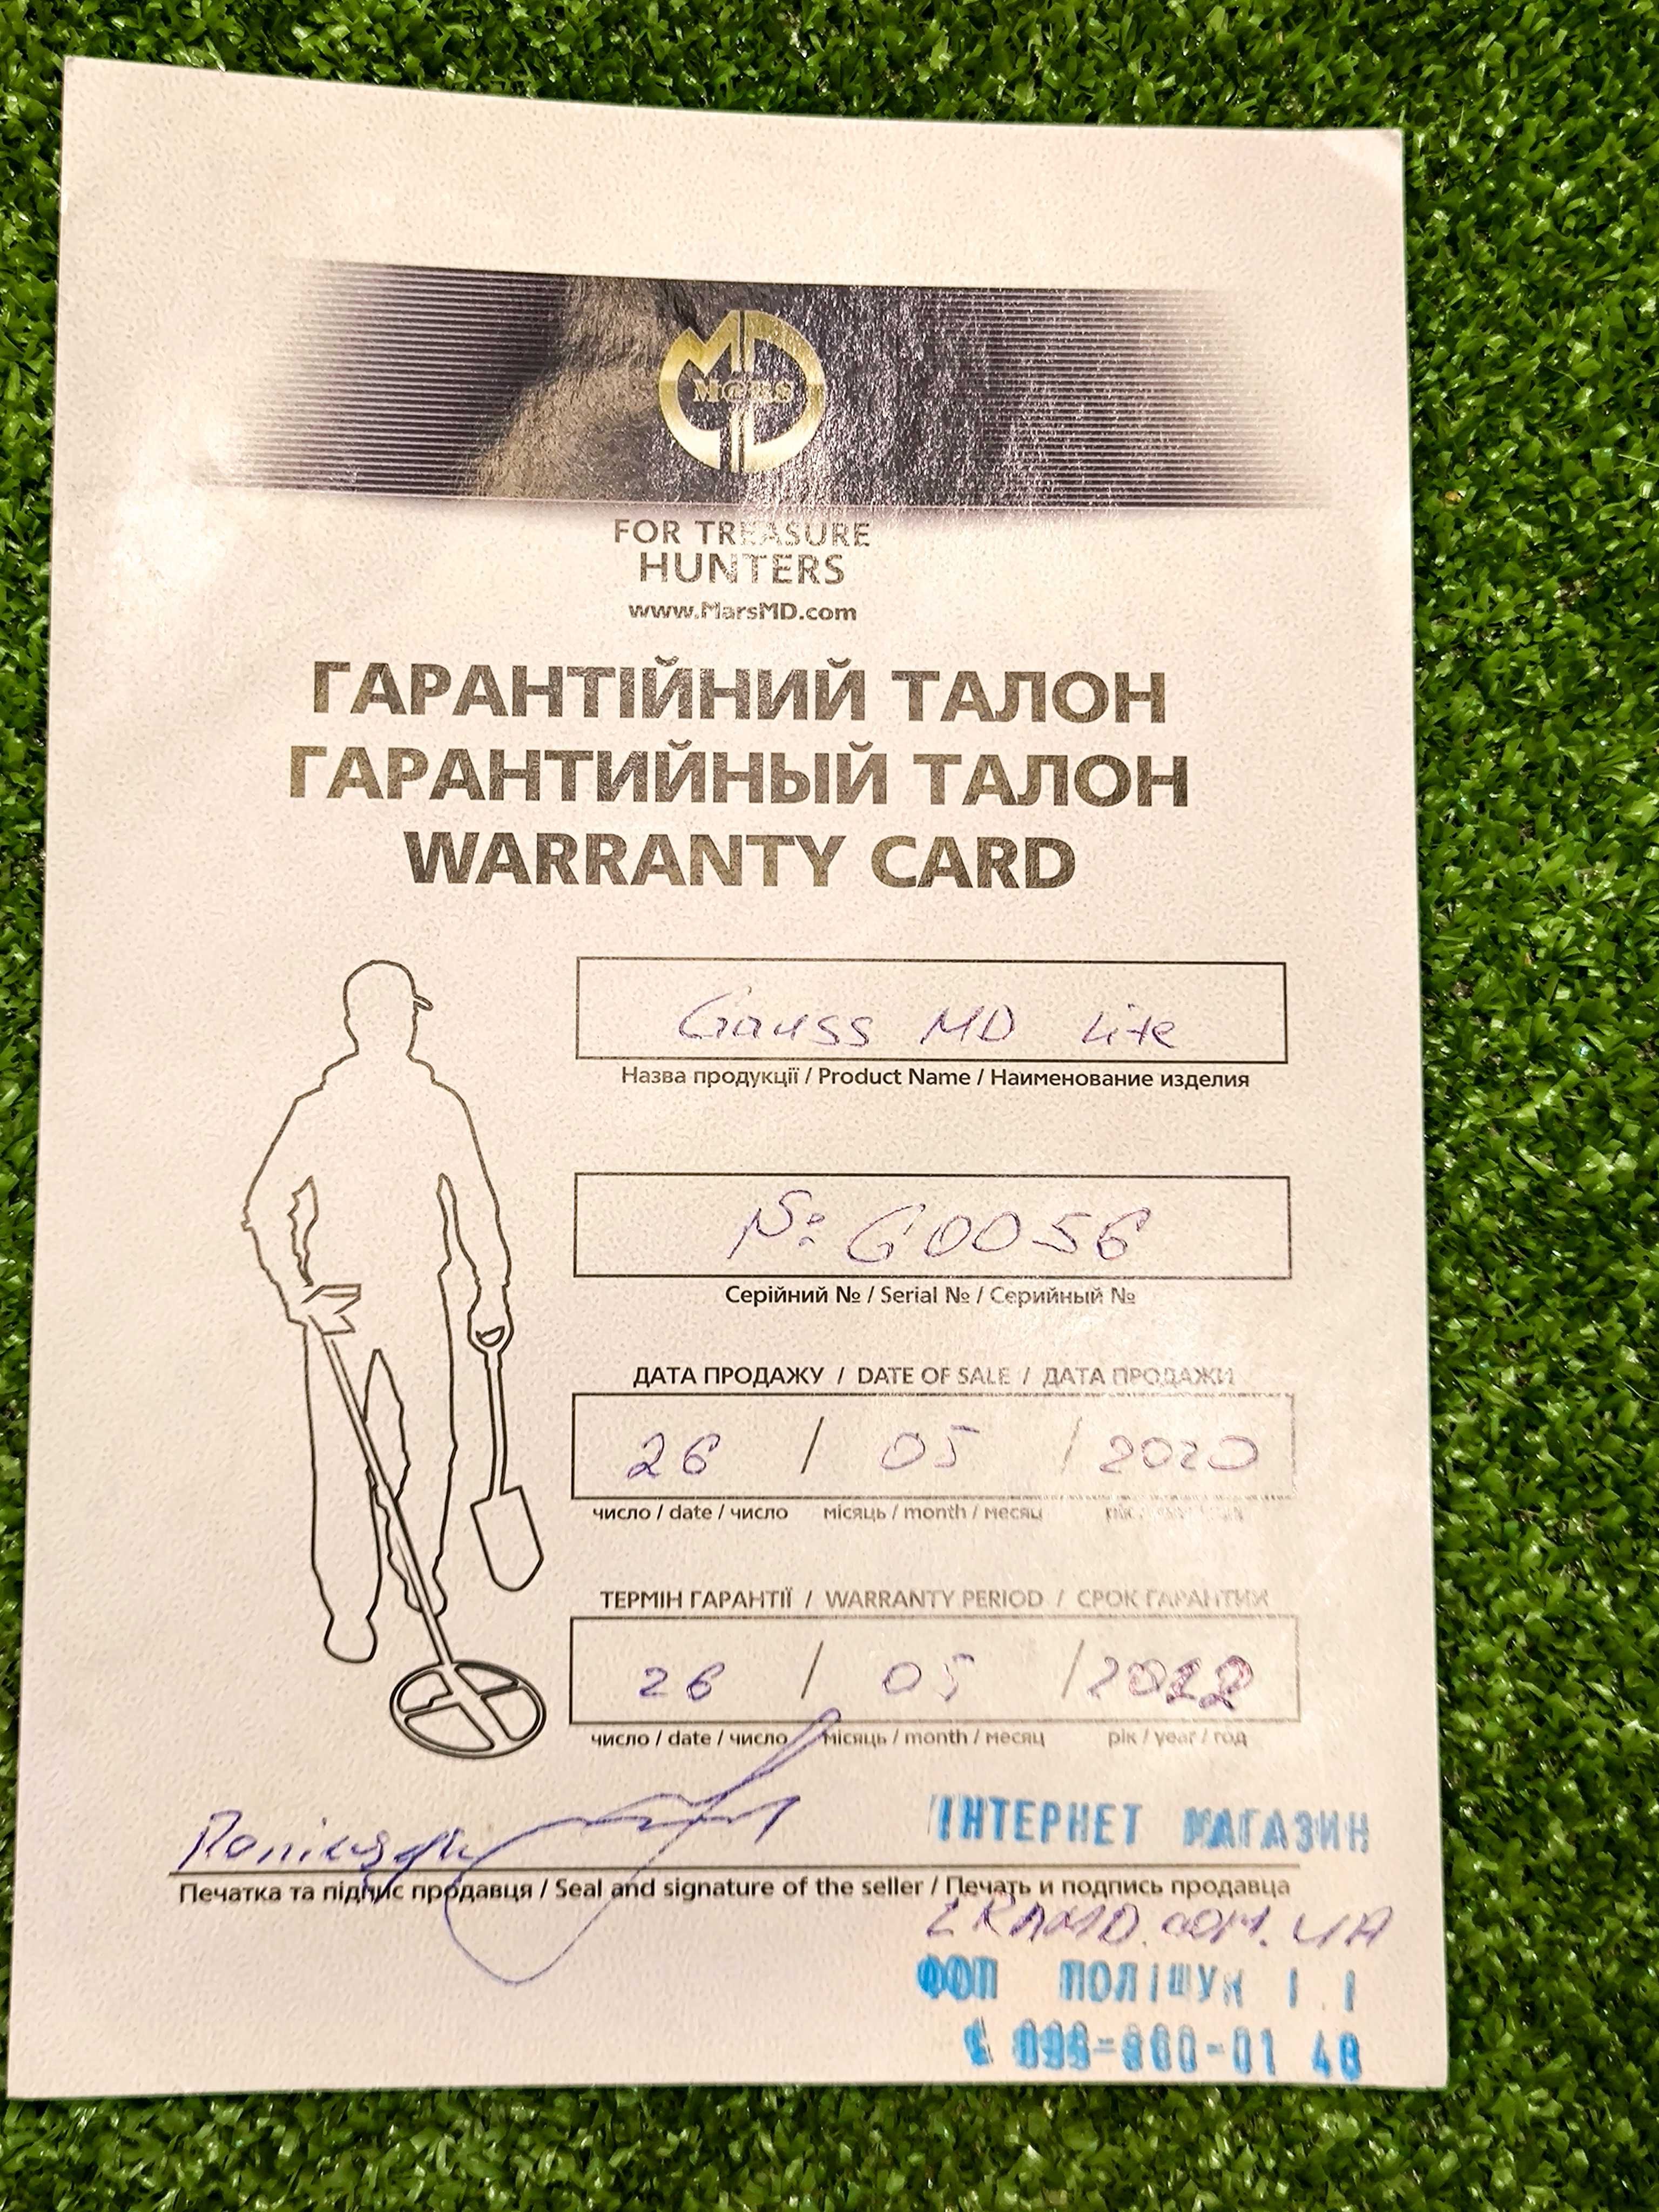 MD
MARS
FOR TREASURE
HUNTERS
www.MarsMD.com
ГАРАНТІЙНИЙ ТАЛОН
ГАРАНТИЙНЫЙ ТАЛОН
WARRANTY CARD
Gauss MD Lite
Назва продукції / Product Name / Наименование изделия
№: G0056
Серійний № / Serial № / Серийный №
ДАТА ПРОДАЖУ / DATE OF SALE / ДАТА ПРОДАЖИ
26 / 05 / 2020
число / date / число місяць / month / месяц рік / year / год
ТЕРМІН ГАРАНТІЇ / WARRANTY PERIOD / СРОК ГАРАНТИИ
26 / 05 / 2022
число / date / число місяць / month / месяц рік / year / год
ІНТЕРНЕТ МАГАЗИН
Печатка та підпис продавця / Seal and signature of the seller / Печать и подпись продавца
ФОП ПОЛІЩУК І.І